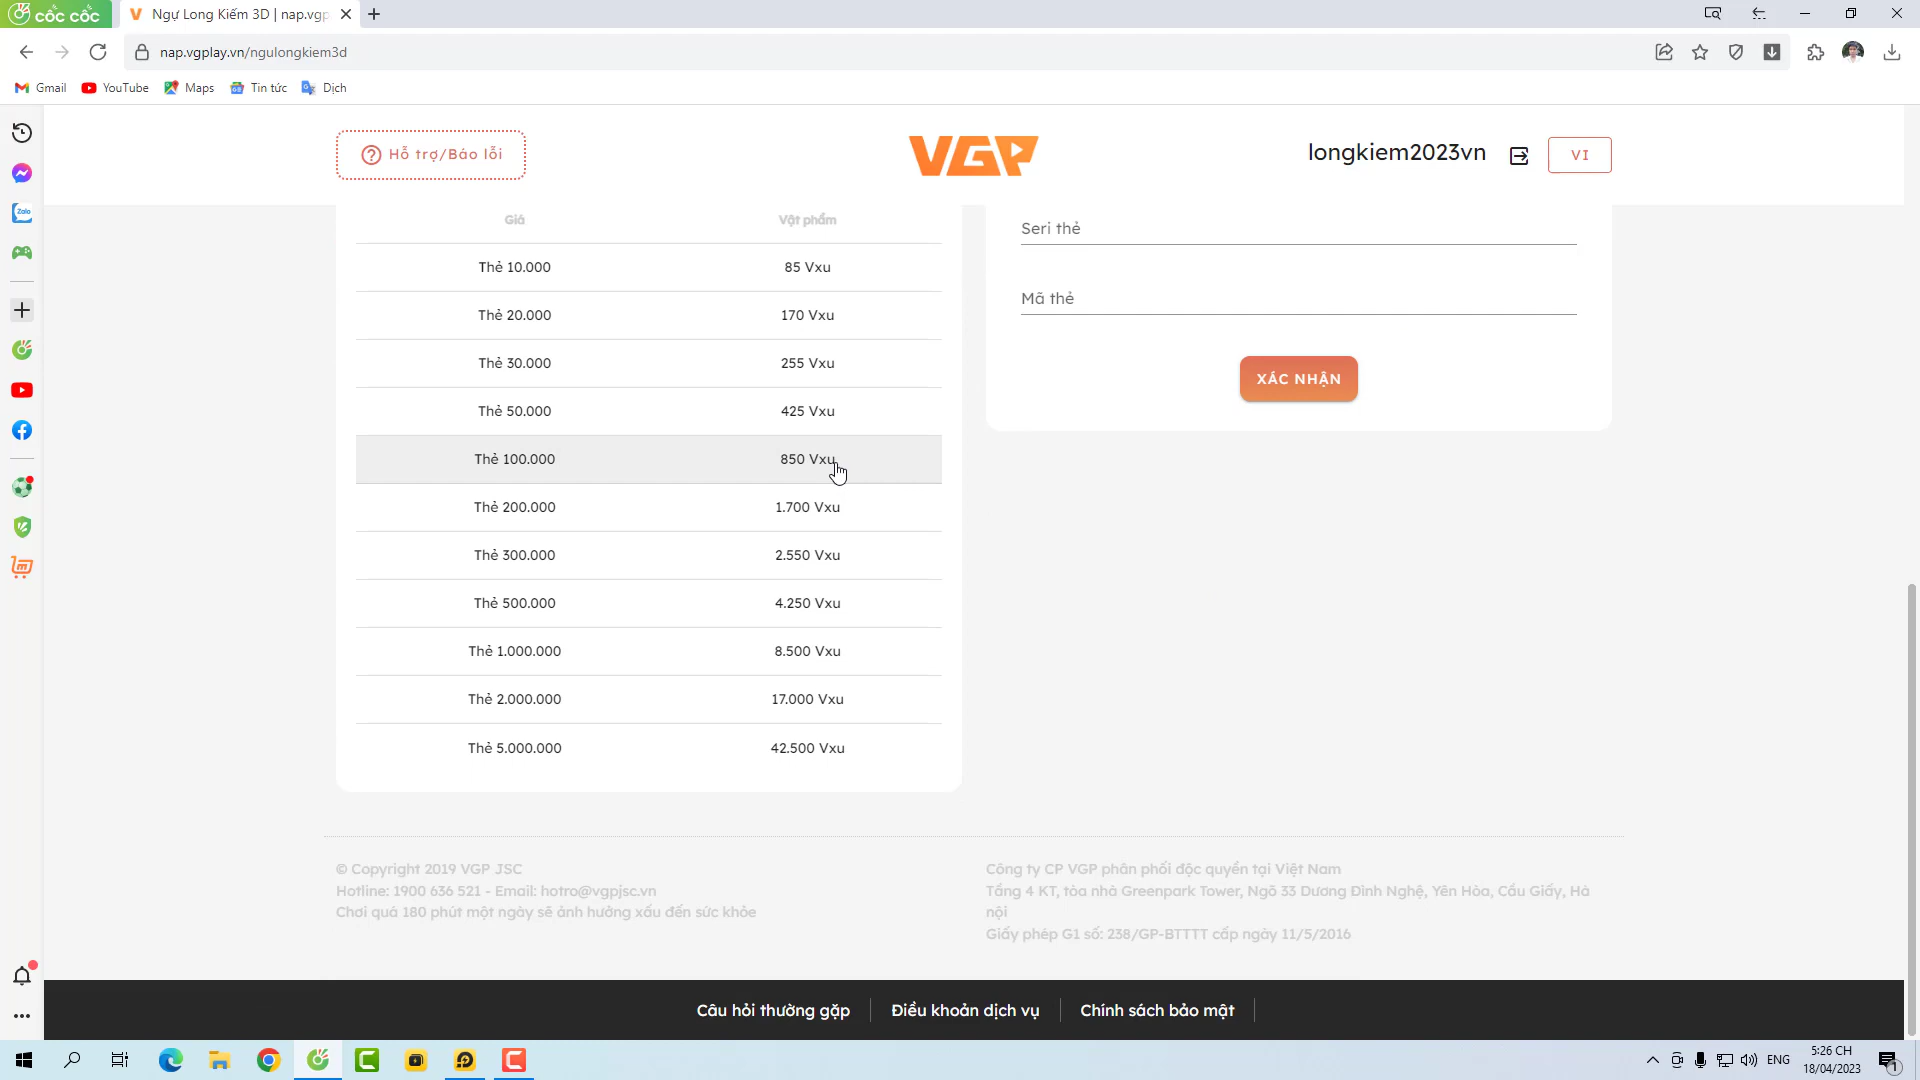 cốc cốc
Ngự Long Kiếm 3D | nap.vgp
nap.vgplay.vn/ngulongkiem3d
Gmail
YouTube
Maps
Tin tức
Dịch
Zalo
Hỗ trợ/Báo lỗi
VGP
longkiem2023vn
VI
Giá Vật phẩm
Thẻ 10.000 85 Vxu
Thẻ 20.000 170 Vxu
Thẻ 30.000 255 Vxu
Thẻ 50.000 425 Vxu
Thẻ 100.000 850 Vxu
Thẻ 200.000 1.700 Vxu
Thẻ 300.000 2.550 Vxu
Thẻ 500.000 4.250 Vxu
Thẻ 1.000.000 8.500 Vxu
Thẻ 2.000.000 17.000 Vxu
Thẻ 5.000.000 42.500 Vxu
Seri thẻ
Mã thẻ
XÁC NHẬN
© Copyright 2019 VGP JSC
Hotline: 1900 636 521 - Email: hotro@vgpjsc.vn
Chơi quá 180 phút một ngày sẽ ảnh hưởng xấu đến sức khỏe
Công ty CP VGP phân phối độc quyền tại Việt Nam
Tầng 4 KT, tòa nhà Greenpark Tower, Ngõ 33 Dương Đình Nghệ, Yên Hòa, Cầu Giấy, Hà
nội
Giấy phép G1 số: 238/GP-BTTTT cấp ngày 11/5/2016
Câu hỏi thường gặp
Điều khoản dịch vụ
Chính sách bảo mật
ENG
5:26 CH
18/04/2023
1